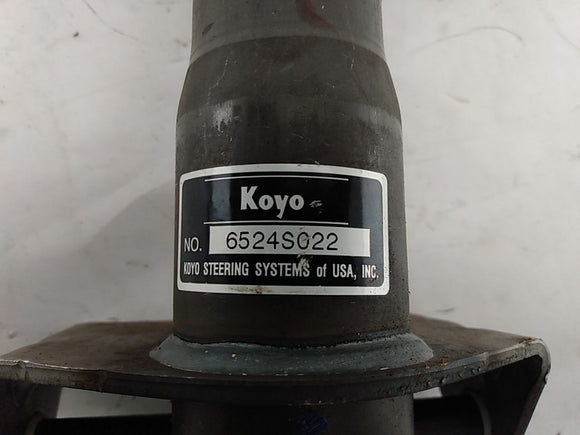 Koyo
NO. 6524S022
KOYO STEERING SYSTEMS of USA, INC.